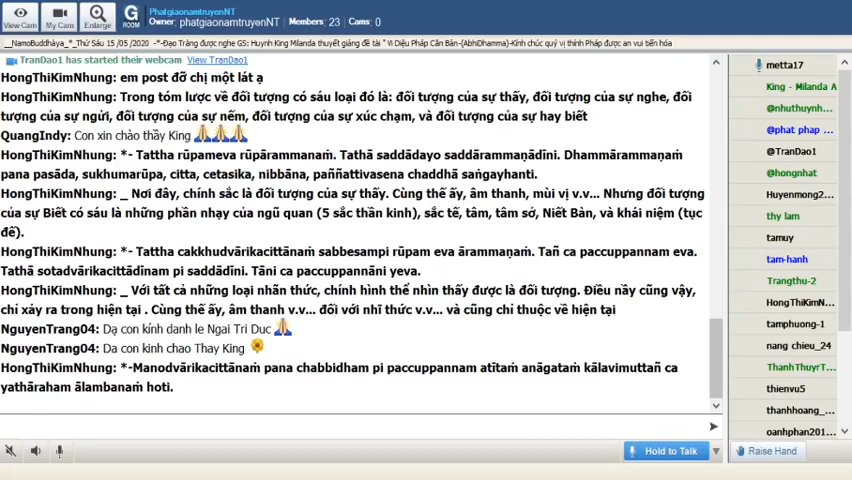 View Cam
My Cam
Enlarge
G
ROOM
PhatgiaonamtruyenNT
Owner: phatgiaonamtruyenNT | Members: 23 | Cams: 0
__NamoBuddhàya_*_Thứ Sáu 15 /05 /2020 -*-Đạo Tràng được nghe GS: Huynh King Milanda thuyết giảng đề tài " Vi Diệu Pháp Căn Bản-(AbhiDhamma)-Kính chúc quý vị thính Pháp được an vui tiến hóa
TranDao1 has started their webcam View TranDao1
HongThiKimNhung: em post đỡ chị một lát ạ
HongThiKimNhung: Trong tóm lược về đối tượng có sáu loại đó là: đối tượng của sự thấy, đối tượng của sự nghe, đối
tượng của sự ngửi, đối tượng của sự nếm, đối tượng của sự xúc chạm, và đối tượng của sự hay biết
QuangIndy: Con xin chào thầy King
HongThiKimNhung: *- Tattha rūpameva rūpārammaṇaṁ. Tathā saddādayo saddārammaṇādīni. Dhammārammaṇaṁ
pana pasāda, sukhumarūpa, citta, cetasika, nibbāna, paññattivasena chaddhā saṅgayhanti.
HongThiKimNhung: _ Nơi đây, chính sắc là đối tượng của sự thấy. Cùng thế ấy, âm thanh, mùi vị v.v... Nhưng đối tượng
của sự Biết có sáu là những phần nhạy của ngũ quan (5 sắc thần kinh), sắc tế, tâm, tâm sở, Niết Bàn, và khái niệm (tục
đế).
HongThiKimNhung: *- Tattha cakkhudvārikacittānaṁ sabbesampi rūpam eva ārammaṇaṁ. Tañ ca paccuppannam eva.
Tathā sotadvārikacittādīnam pi saddādīni. Tāni ca paccuppannāni yeva.
HongThiKimNhung: _ Với tất cả những loại nhãn thức, chính hình thể nhìn thấy được là đối tượng. Điều nầy cũng vậy,
chỉ xảy ra trong hiện tại . Cùng thế ấy, âm thanh v.v... đối với nhĩ thức v.v... và cũng chỉ thuộc về hiện tại
NguyenTrang04: Dạ con kính danh le Ngai Tri Duc
NguyenTrang04: Da con kinh chao Thay King
HongThiKimNhung: *-Manodvārikacittānaṁ pana chabbidham pi paccuppannam atītaṁ anāgataṁ kālavimuttañ ca
yathārahaṁ ālambanaṁ hoti.
metta17
King - Milanda A
@nhuthuynh...
@phat phap ...
@TranDao1
@hongnhat
Huyenmong2...
thy lam
tamuy
tam-hanh
Trangthu-2
HongThiKimN...
tamphuong-1
nang chieu_24
ThanhThuyrT...
thienvu5
thanhhoang_...
oanhphan201...
Hold to Talk
Raise Hand